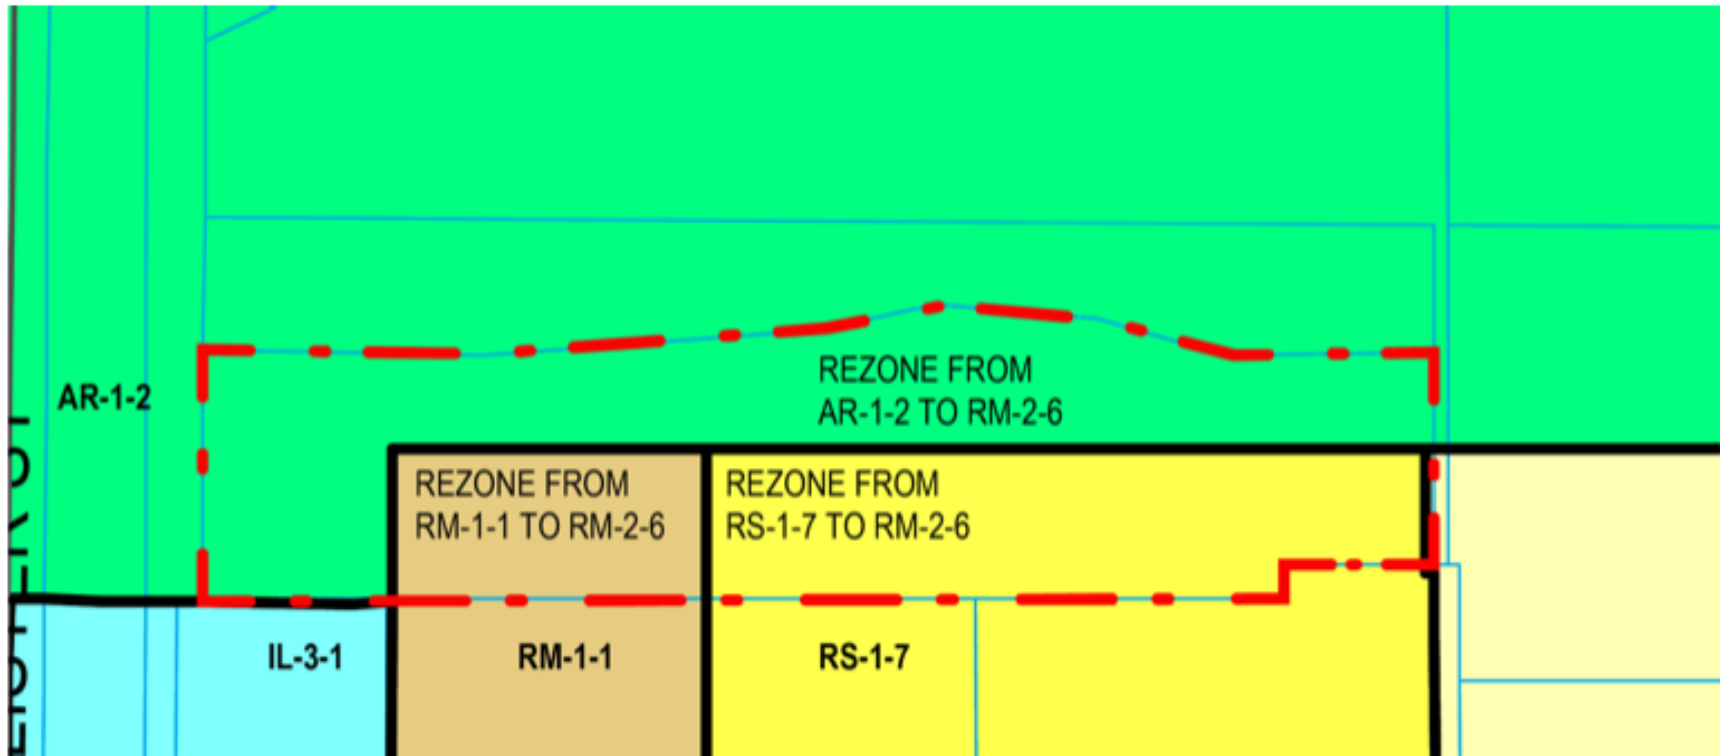 REZONE FROM
AR-1-2 TO RM-2-6
AR-1-2
REZONE FROM
RM-1-1 TO RM-2-6
REZONE FROM
RS-1-7 TO RM-2-6
IL-3-1
RM-1-1
RS-1-7